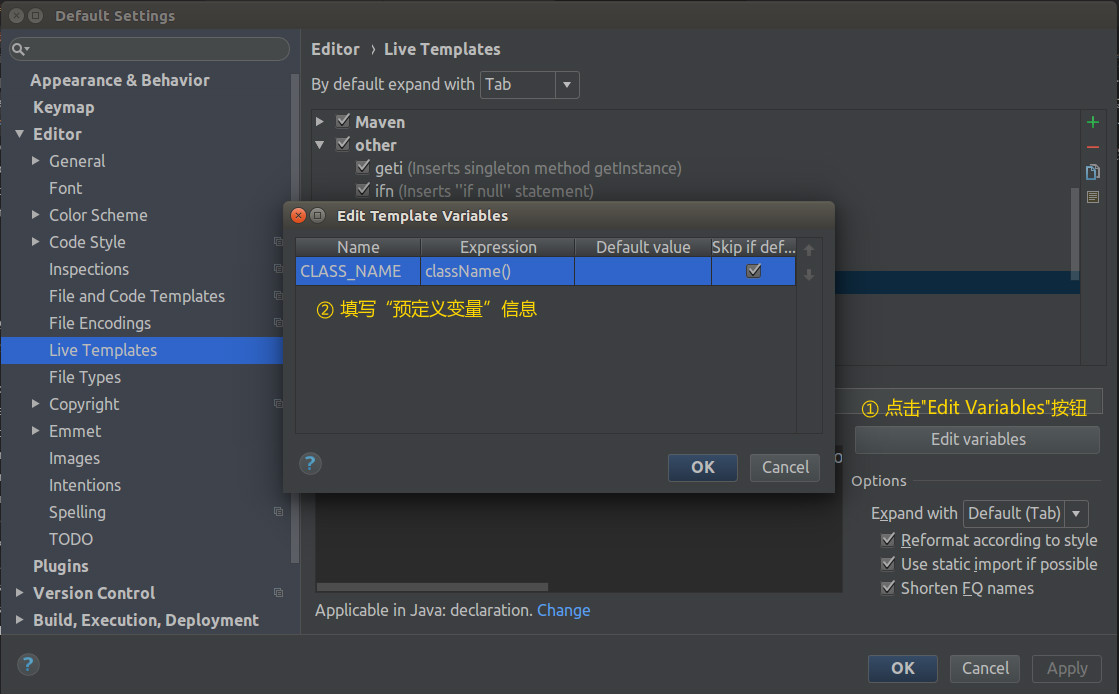 Default Settings
Appearance & Behavior
Keymap
Editor
General
Font
Color Scheme
Code Style
Inspections
File and Code Templates
File Encodings
Live Templates
File Types
Copyright
Emmet
Images
Intentions
Spelling
TODO
Plugins
Version Control
Build, Execution, Deployment
Editor › Live Templates
By default expand with Tab
Maven
other
geti (Inserts singleton method getInstance)
ifn (Inserts "if null" statement)
Edit Template Variables
Name Expression Default value Skip if def...
CLASS_NAME className()
② 填写“预定义变量”信息
OK Cancel
① 点击"Edit Variables"按钮
Edit variables
Options
Expand with Default (Tab)
Reformat according to style
Use static import if possible
Shorten FQ names
Applicable in Java: declaration. Change
OK Cancel Apply